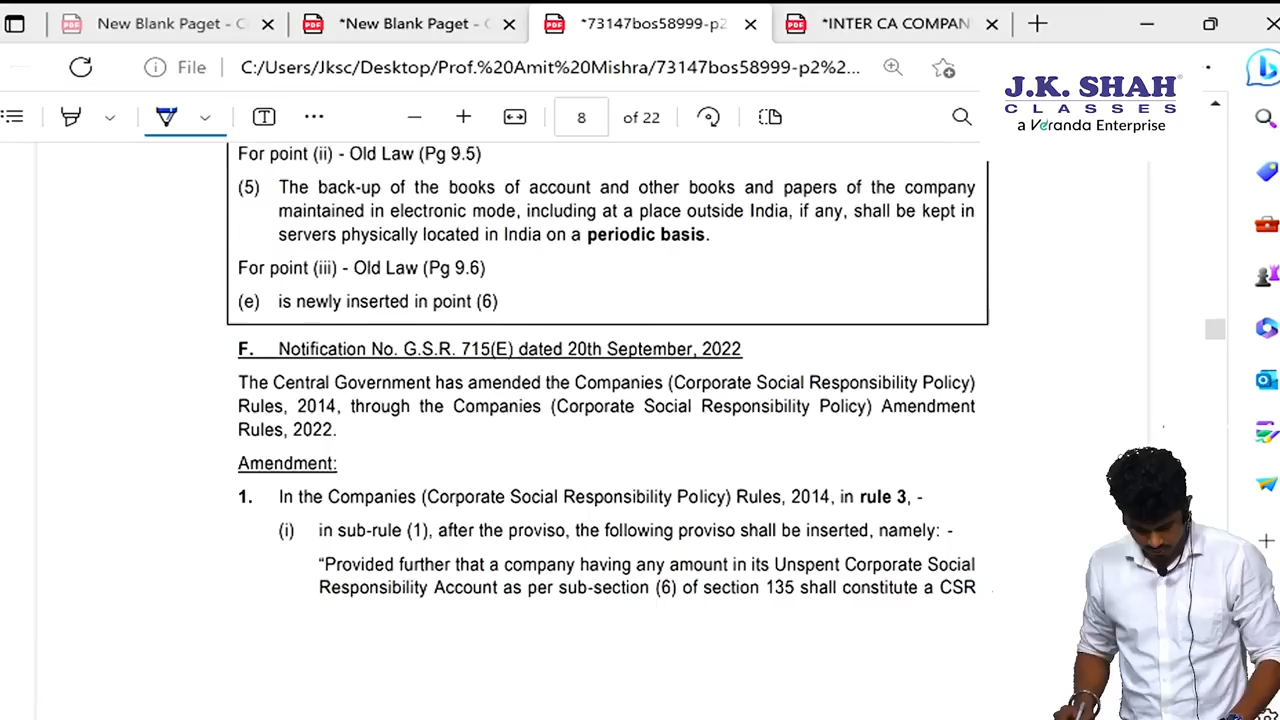 New Blank Paget - C
*New Blank Paget - C
*73147bos58999-p2
*INTER CA COMPAN
File
C:/Users/Jksc/Desktop/Prof.%20Amit%20Mishra/73147bos58999-p2%2...
J.K. SHAH
CLASSES
a Veranda Enterprise
8 of 22
For point (ii) - Old Law (Pg 9.5)
(5) The back-up of the books of account and other books and papers of the company
maintained in electronic mode, including at a place outside India, if any, shall be kept in
servers physically located in India on a periodic basis.
For point (iii) - Old Law (Pg 9.6)
(e) is newly inserted in point (6)
F. Notification No. G.S.R. 715(E) dated 20th September, 2022
The Central Government has amended the Companies (Corporate Social Responsibility Policy)
Rules, 2014, through the Companies (Corporate Social Responsibility Policy) Amendment
Rules, 2022.
Amendment:
1. In the Companies (Corporate Social Responsibility Policy) Rules, 2014, in rule 3, -
(i) in sub-rule (1), after the proviso, the following proviso shall be inserted, namely: -
“Provided further that a company having any amount in its Unspent Corporate Social
Responsibility Account as per sub-section (6) of section 135 shall constitute a CSR